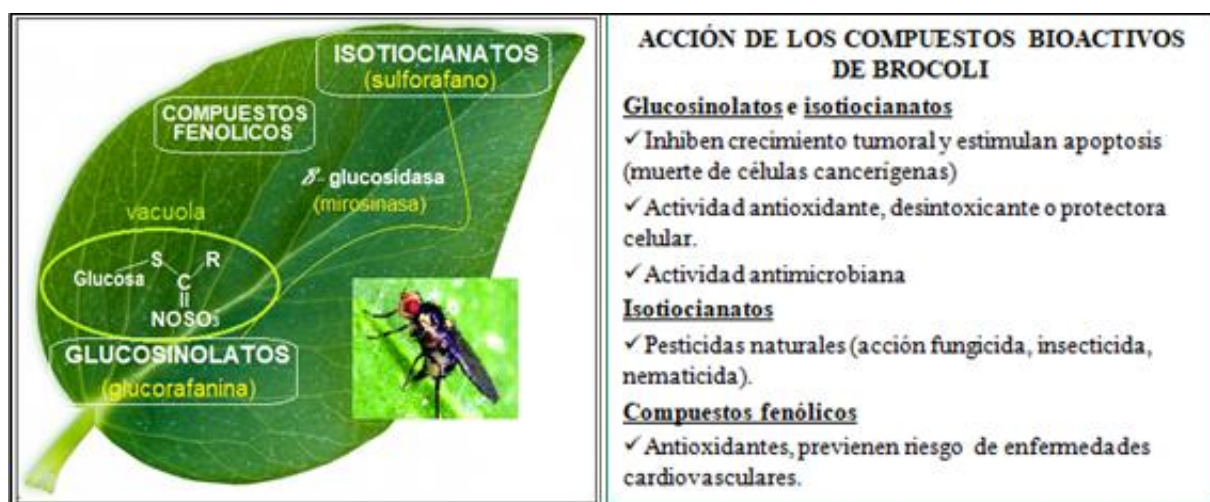 ISOTIOCIANATOS
(sulforafano)
COMPUESTOS
FENOLICOS
glucosidasa
(mirosinasa)
vacuola
S R
Glucosa
C
NOSO₃
GLUCOSINOLATOS
(glucorafanina)
ACCIÓN DE LOS COMPUESTOS BIOACTIVOS
DE BROCOLI
Glucosinolatos e isotiocianatos
✓Inhiben crecimiento tumoral y estimulan apoptosis
(muerte de células cancerígenas)
✓Actividad antioxidante, desintoxicante o protectora
celular.
✓Actividad antimicrobiana
Isotiocianatos
✓Pesticidas naturales (acción fungicida, insecticida,
nematicida).
Compuestos fenólicos
✓Antioxidantes, previenen riesgo de enfermedades
cardiovasculares.